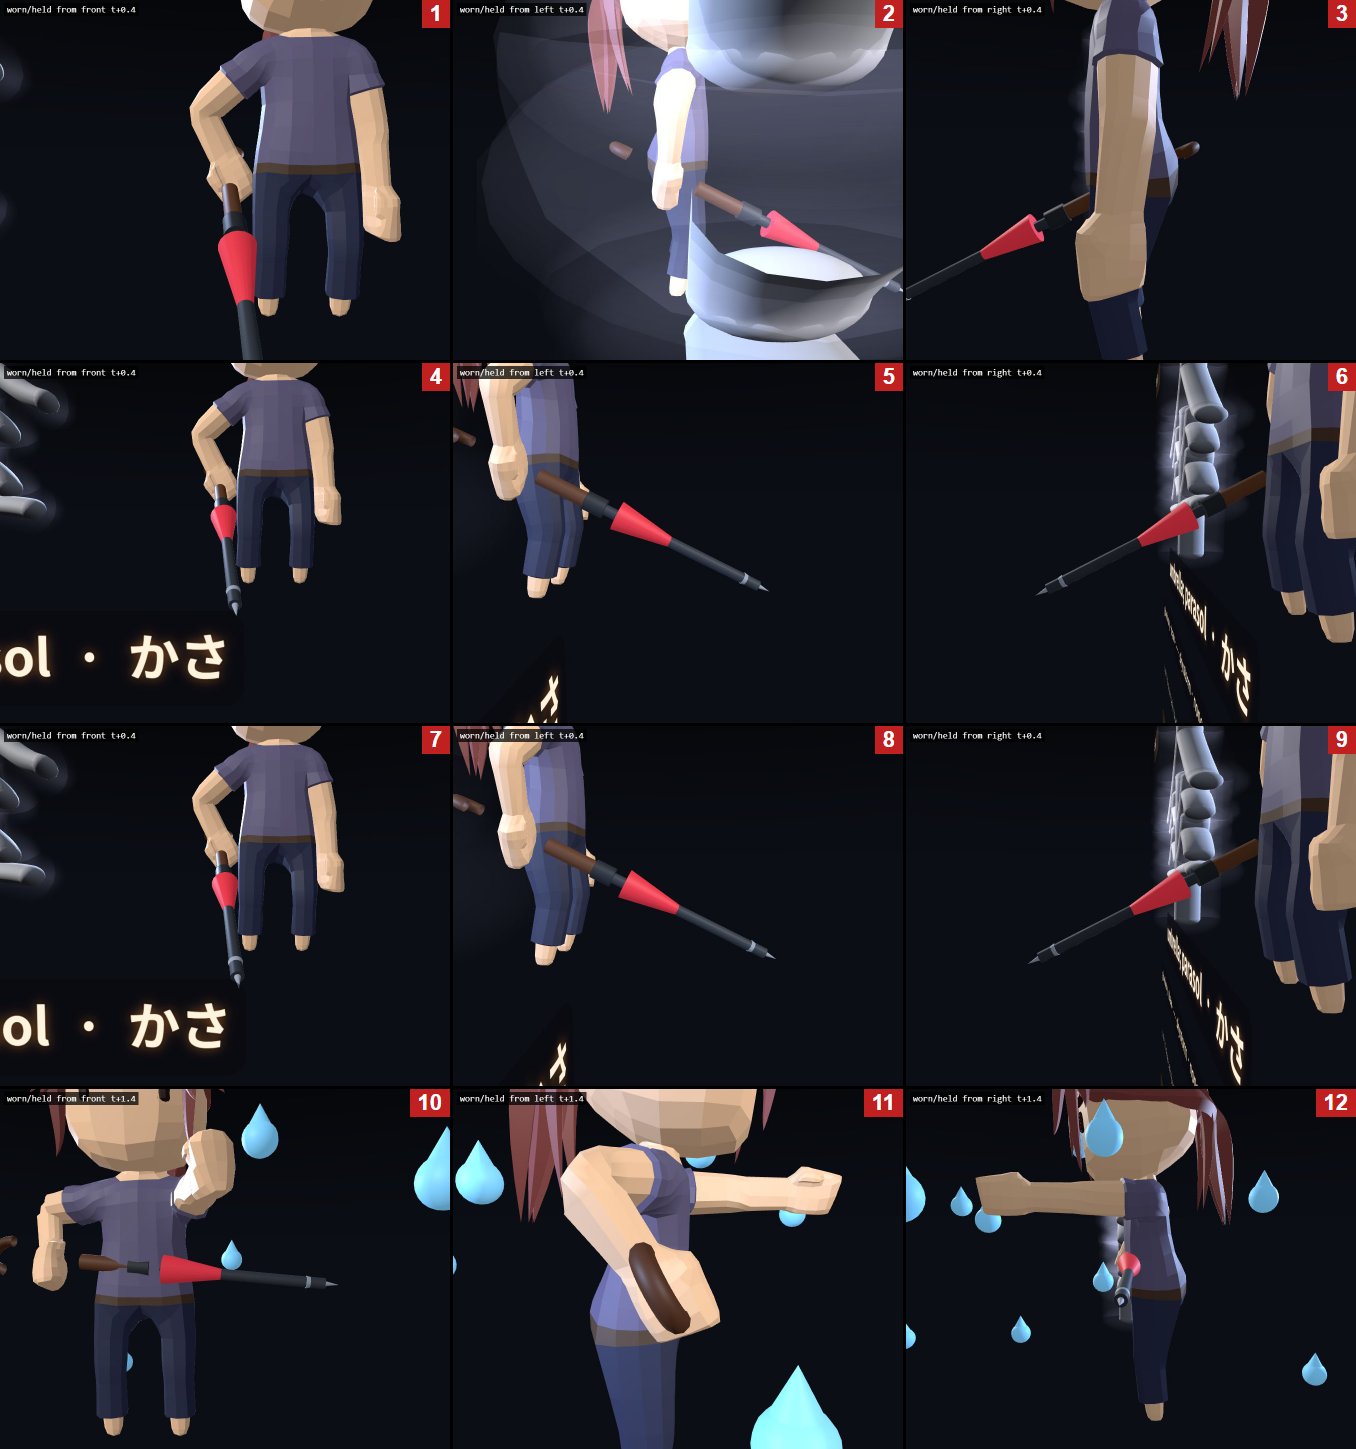 worn/held from front t+0.4
1
worn/held from left t+0.4
2
worn/held from right t+0.4
3
worn/held from front t+0.4
4
sol · かさ
worn/held from left t+0.4
5
worn/held from right t+0.4
6
parasol · かさ
worn/held from front t+0.4
7
ol · かさ
worn/held from left t+0.4
8
worn/held from right t+0.4
9
parasol · かさ
worn/held from front t+1.4
10
worn/held from left t+1.4
11
worn/held from right t+1.4
12